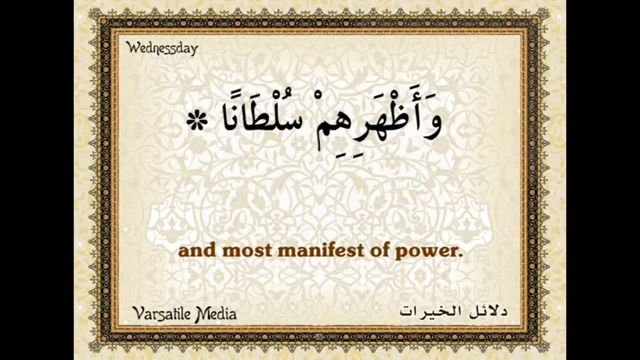 Wednessday
وَأَظْهَرِهِمْ سُلْطَانًا *
and most manifest of power.
Varsatile Media
دلائل الخيرات